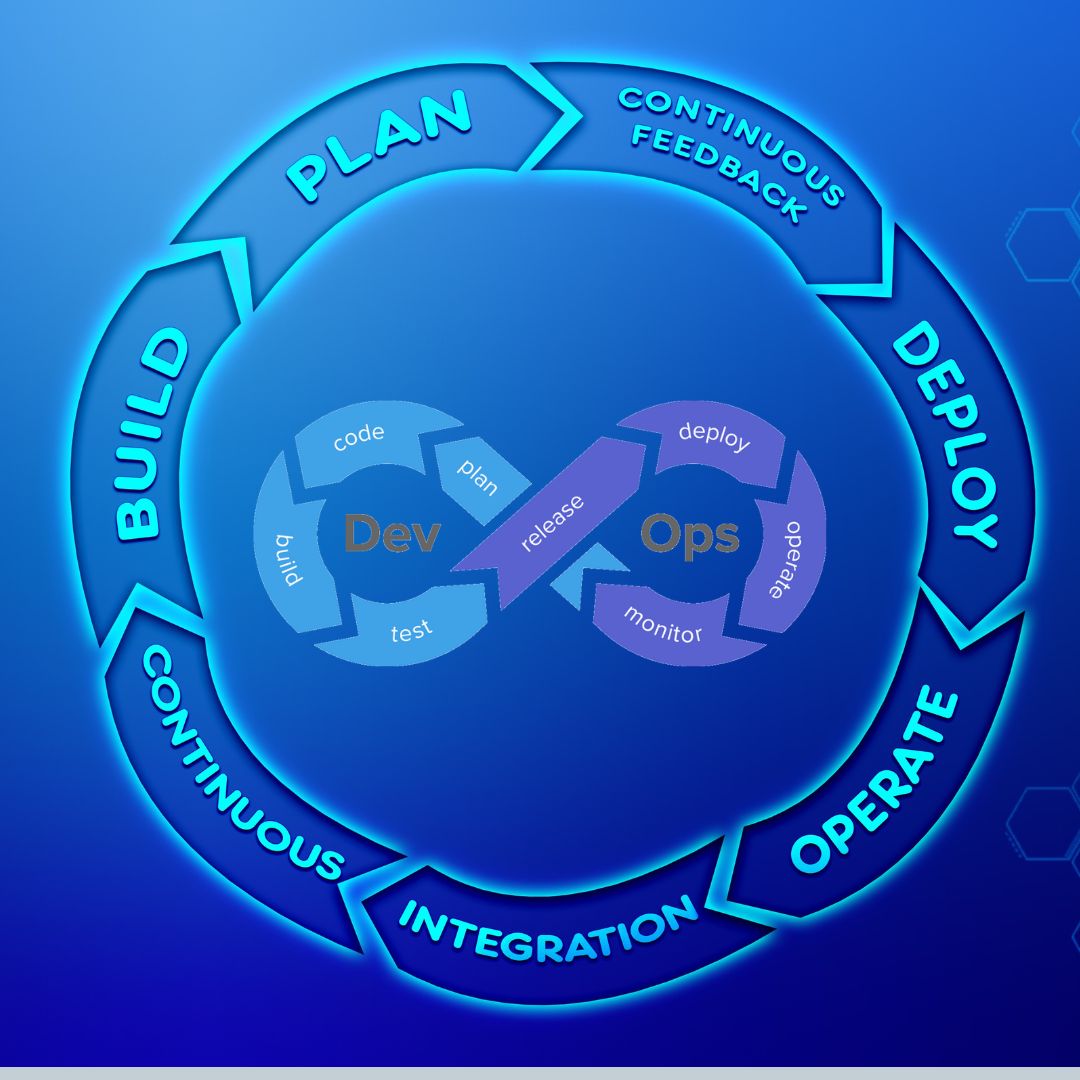 PLAN
CONTINUOUS
FEEDBACK
DEPLOY
OPERATE
INTEGRATION
CONTINUOUS
BUILD
code
plan
build
Dev
test
release
deploy
Ops
operate
monitor